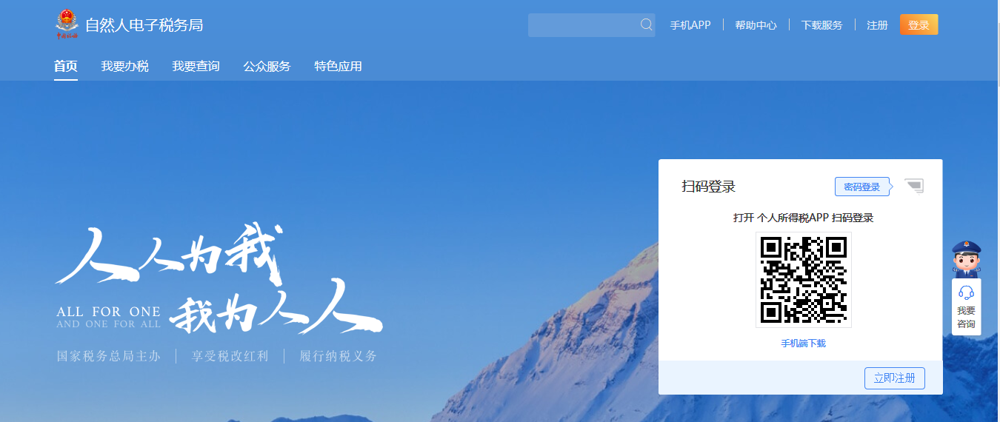 自然人电子税务局
手机APP 帮助中心 下载服务 注册 登录
首页 我要办税 我要查询 公众服务 特色应用
人人为我
ALL FOR ONE
AND ONE FOR ALL
我为人人
国家税务总局主办 享受税改红利 履行纳税义务
扫码登录 密码登录
打开 个人所得税APP 扫码登录
手机端下载
立即注册
我要
咨询